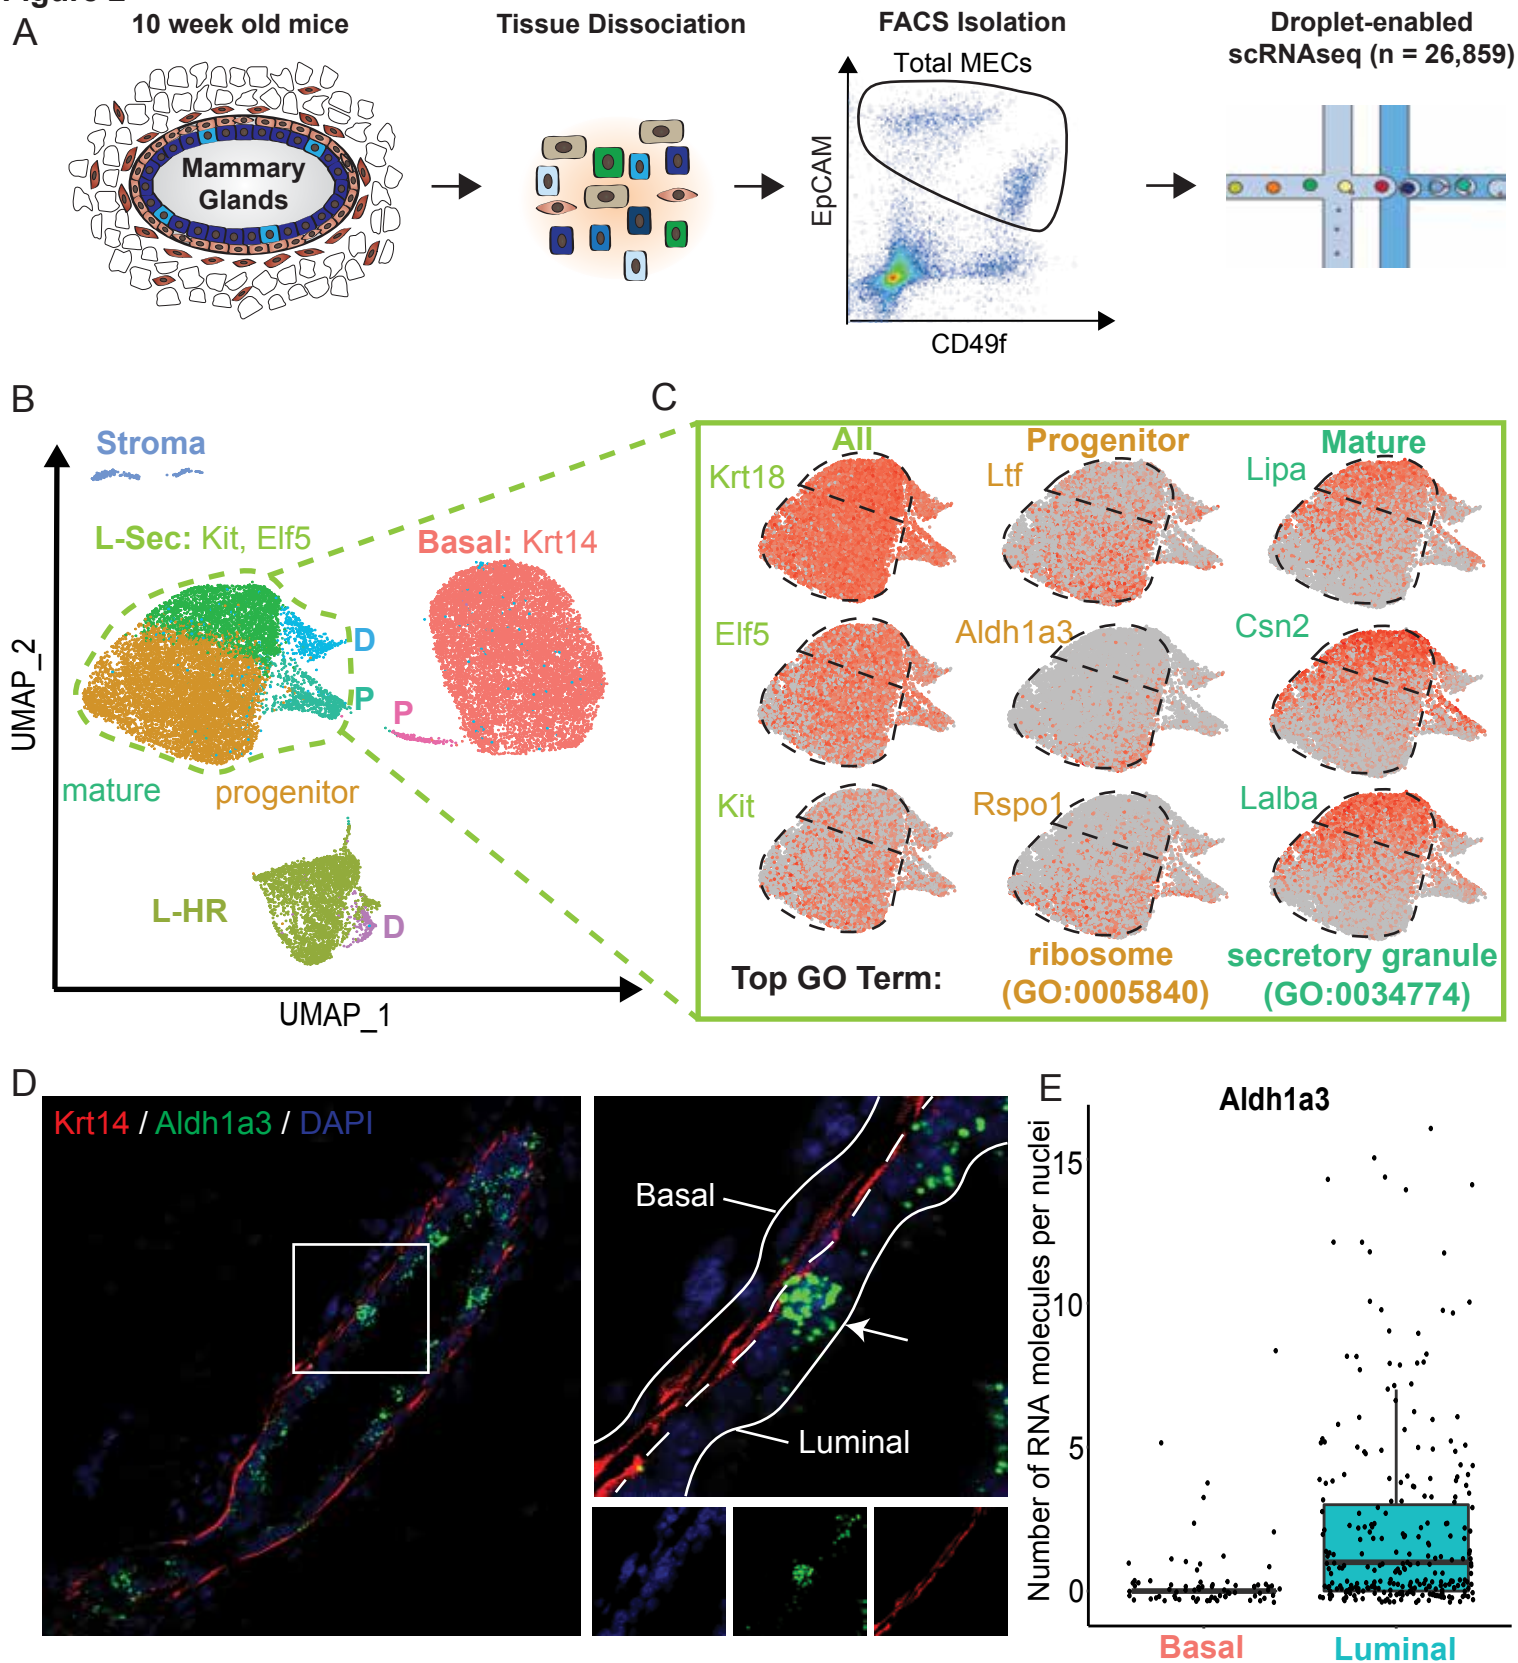 A
10 week old mice
Tissue Dissociation
FACS Isolation
Droplet-enabled
scRNAseq (n = 26,859)
Mammary
Glands
Total MECs
EpCAM
CD49f
B
Stroma
L-Sec: Kit, Elf5
Basal: Krt14
D
P
P
mature
progenitor
L-HR
D
UMAP_2
UMAP_1
C
All
Progenitor
Mature
Krt18
Ltf
Lipa
Elf5
Aldh1a3
Csn2
Kit
Rspo1
Lalba
Top GO Term:
ribosome
(GO:0005840)
secretory granule
(GO:0034774)
D
Krt14 / Aldh1a3 / DAPI
Basal
Luminal
E
Aldh1a3
Number of RNA molecules per nuclei
15
10
5
0
Basal
Luminal